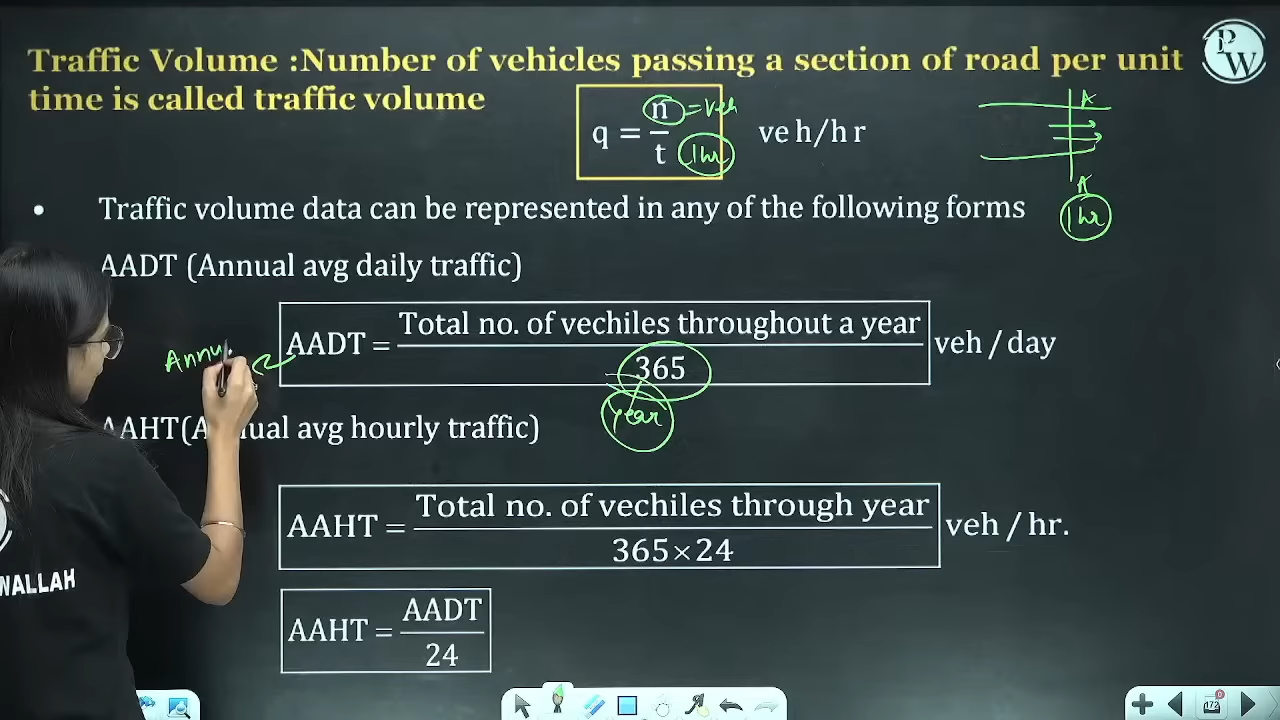 Traffic Volume :Number of vehicles passing a section of road per unit
time is called traffic volume
q = n/t veh/hr
= veh
1hr
A
A
1hr
PW
• Traffic volume data can be represented in any of the following forms
AADT (Annual avg daily traffic)
AADT = Total no. of vechiles throughout a year / 365 veh / day
year
Annu
AAHT(Annual avg hourly traffic)
AAHT = Total no. of vechiles through year / 365×24 veh / hr.
AAHT = AADT / 24
WALLAH